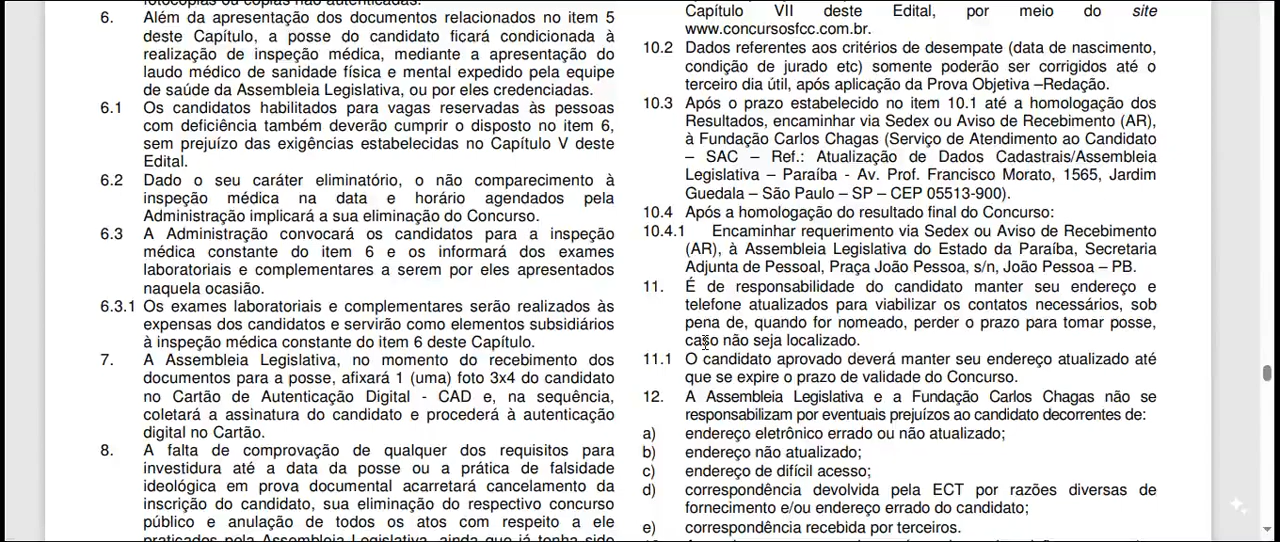 fotocópias ou cópias não autenticadas.
6. Além da apresentação dos documentos relacionados no item 5
deste Capítulo, a posse do candidato ficará condicionada à
realização de inspeção médica, mediante a apresentação do
laudo médico de sanidade física e mental expedido pela equipe
de saúde da Assembleia Legislativa, ou por eles credenciadas.
6.1 Os candidatos habilitados para vagas reservadas às pessoas
com deficiência também deverão cumprir o disposto no item 6,
sem prejuízo das exigências estabelecidas no Capítulo V deste
Edital.
6.2 Dado o seu caráter eliminatório, o não comparecimento à
inspeção médica na data e horário agendados pela
Administração implicará a sua eliminação do Concurso.
6.3 A Administração convocará os candidatos para a inspeção
médica constante do item 6 e os informará dos exames
laboratoriais e complementares a serem por eles apresentados
naquela ocasião.
6.3.1 Os exames laboratoriais e complementares serão realizados às
expensas dos candidatos e servirão como elementos subsidiários
à inspeção médica constante do item 6 deste Capítulo.
7. A Assembleia Legislativa, no momento do recebimento dos
documentos para a posse, afixará 1 (uma) foto 3x4 do candidato
no Cartão de Autenticação Digital - CAD e, na sequência,
coletará a assinatura do candidato e procederá à autenticação
digital no Cartão.
8. A falta de comprovação de qualquer dos requisitos para
investidura até a data da posse ou a prática de falsidade
ideológica em prova documental acarretará cancelamento da
inscrição do candidato, sua eliminação do respectivo concurso
público e anulação de todos os atos com respeito a ele
praticados pela Assembleia Legislativa, ainda que já tenha sido
Capítulo VII deste Edital, por meio do site
www.concursosfcc.com.br.
10.2 Dados referentes aos critérios de desempate (data de nascimento,
condição de jurado etc) somente poderão ser corrigidos até o
terceiro dia útil, após aplicação da Prova Objetiva –Redação.
10.3 Após o prazo estabelecido no item 10.1 até a homologação dos
Resultados, encaminhar via Sedex ou Aviso de Recebimento (AR),
à Fundação Carlos Chagas (Serviço de Atendimento ao Candidato
– SAC – Ref.: Atualização de Dados Cadastrais/Assembleia
Legislativa – Paraíba - Av. Prof. Francisco Morato, 1565, Jardim
Guedala – São Paulo – SP – CEP 05513-900).
10.4 Após a homologação do resultado final do Concurso:
10.4.1 Encaminhar requerimento via Sedex ou Aviso de Recebimento
(AR), à Assembleia Legislativa do Estado da Paraíba, Secretaria
Adjunta de Pessoal, Praça João Pessoa, s/n, João Pessoa – PB.
11. É de responsabilidade do candidato manter seu endereço e
telefone atualizados para viabilizar os contatos necessários, sob
pena de, quando for nomeado, perder o prazo para tomar posse,
caso não seja localizado.
11.1 O candidato aprovado deverá manter seu endereço atualizado até
que se expire o prazo de validade do Concurso.
12. A Assembleia Legislativa e a Fundação Carlos Chagas não se
responsabilizam por eventuais prejuízos ao candidato decorrentes de:
a) endereço eletrônico errado ou não atualizado;
b) endereço não atualizado;
c) endereço de difícil acesso;
d) correspondência devolvida pela ECT por razões diversas de
fornecimento e/ou endereço errado do candidato;
e) correspondência recebida por terceiros.